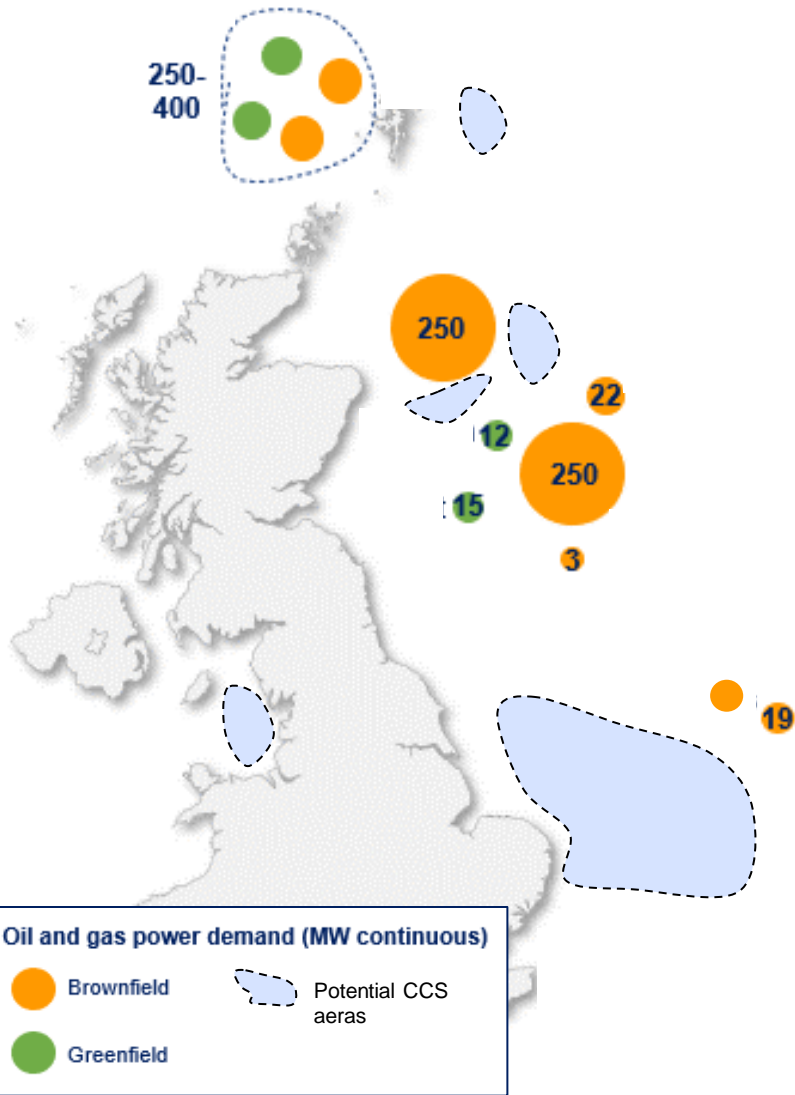 250-
400
250
22
12
250
15
3
19
Oil and gas power demand (MW continuous)
Brownfield
Potential CCS
aeras
Greenfield